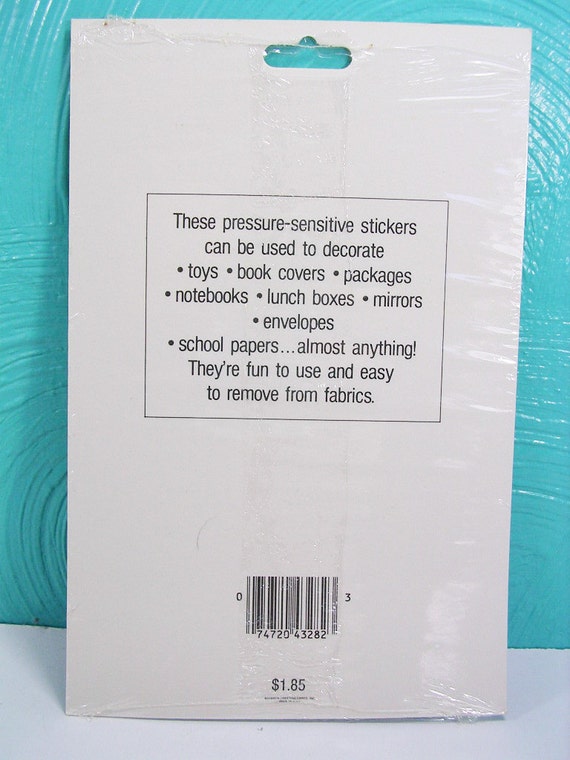 These pressure-sensitive stickers
can be used to decorate
• toys • book covers • packages
• notebooks • lunch boxes • mirrors
• envelopes
• school papers...almost anything!
They're fun to use and easy
to remove from fabrics.
0 74720 43282 3
$1.85